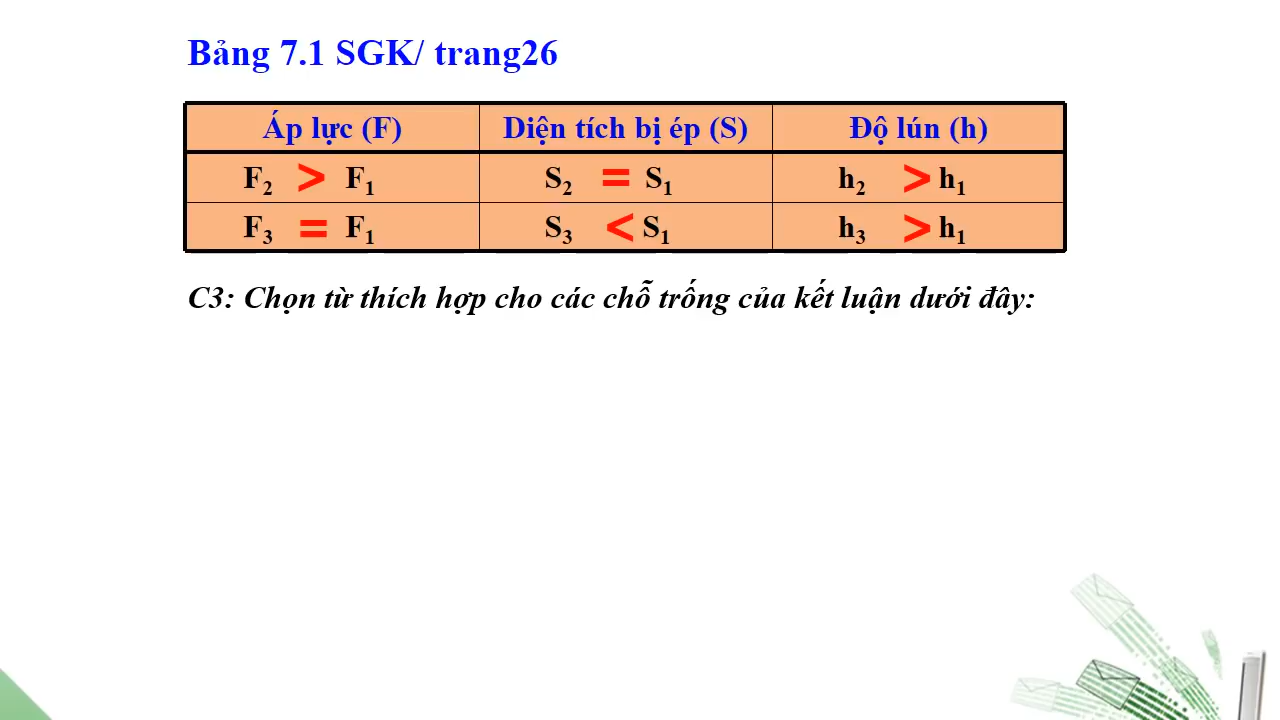 Bảng 7.1 SGK/ trang26
Áp lực (F) Diện tích bị ép (S) Độ lún (h)
F₂ > F₁ S₂ = S₁ h₂ > h₁
F₃ = F₁ S₃ < S₁ h₃ > h₁
C3: Chọn từ thích hợp cho các chỗ trống của kết luận dưới đây: